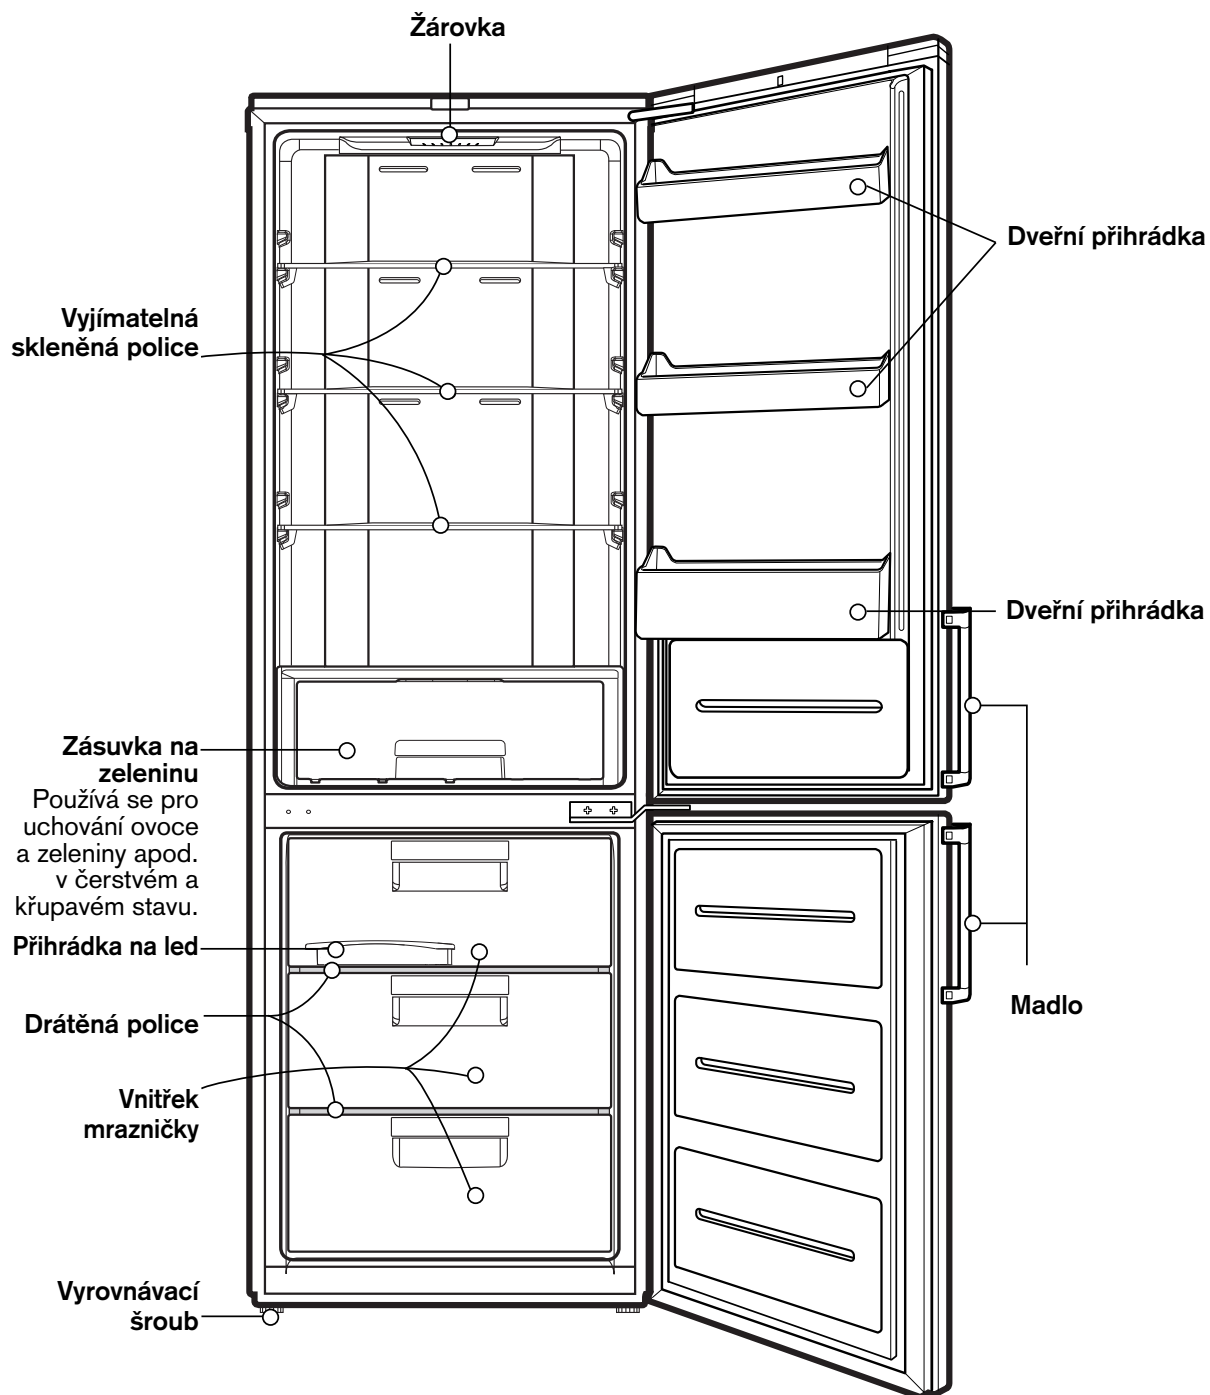 Žárovka
Dveřní přihrádka
Vyjímatelná
skleněná police
Dveřní přihrádka
Zásuvka na
zeleninu
Používá se pro
uchování ovoce
a zeleniny apod.
v čerstvém a
křupavém stavu.
Přihrádka na led
Drátěná police
Madlo
Vnitřek
mrazničky
Vyrovnávací
šroub